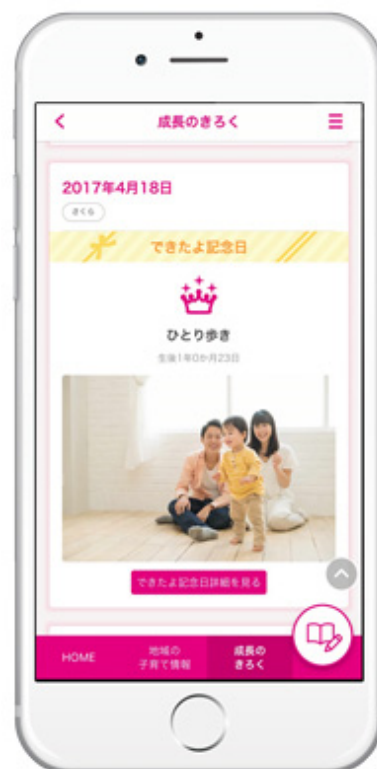 成長のきろく
2017年4月18日
さくら
できたよ記念日
ひとり歩き
生後1年0か月23日
できたよ記念日詳細を見る
HOME
地域の
子育て情報
成長の
きろく